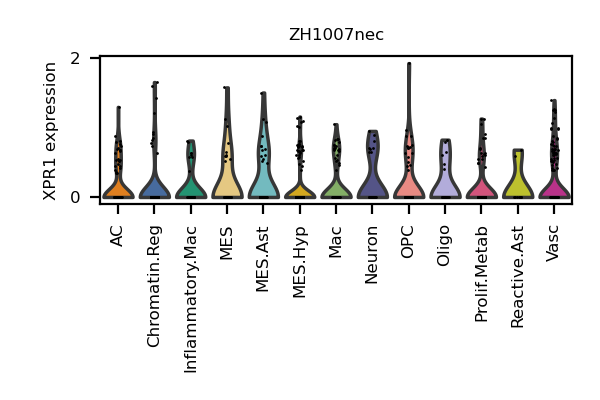 ZH1007nec
XPR1 expression
2
0
AC
Chromatin.Reg
Inflammatory.Mac
MES
MES.Ast
MES.Hyp
Mac
Neuron
OPC
Oligo
Prolif.Metab
Reactive.Ast
Vasc